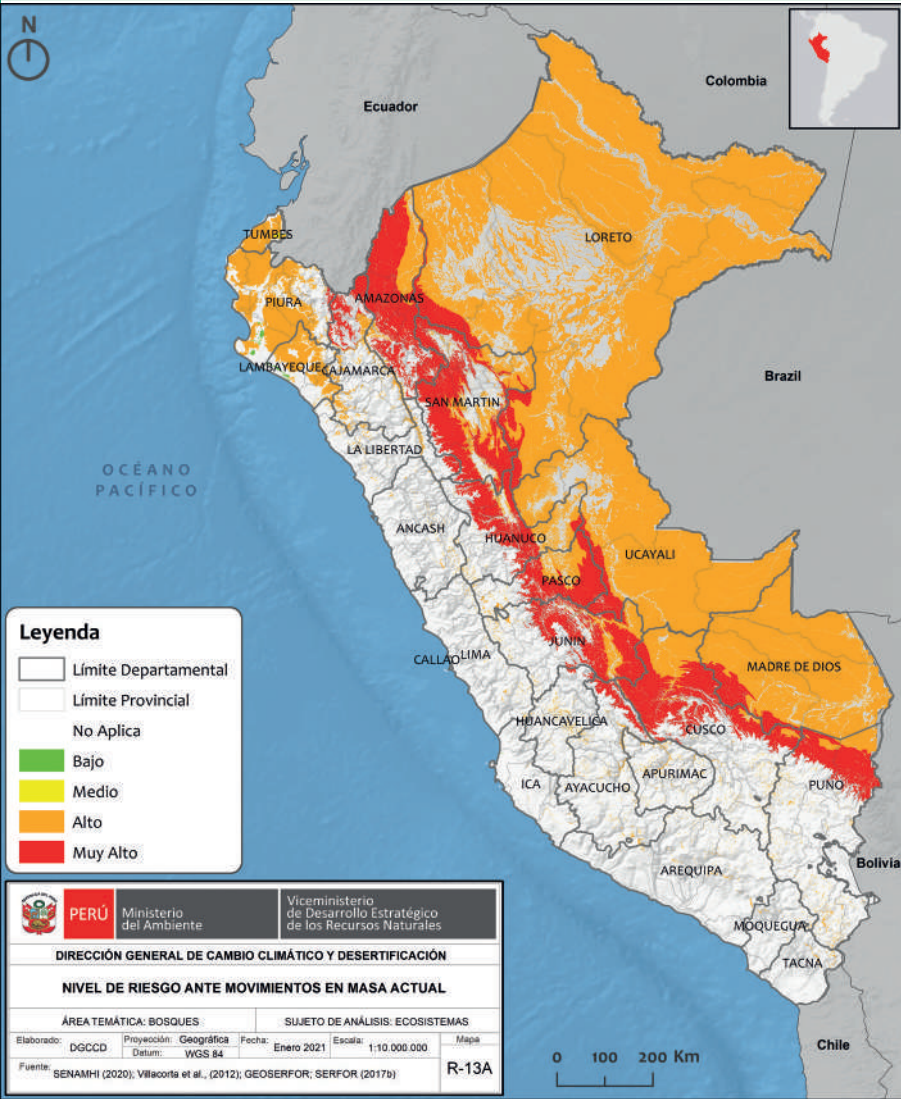 N
Colombia
Ecuador
TUMBES
LORETO
PIURA
AMAZONAS
LAMBAYEQUE
CAJAMARCA
Brazil
SAN MARTIN
LA LIBERTAD
OCÉANO
PACÍFICO
ANCASH
HUANUCO
UCAYALI
PASCO
JUNIN
CALLAO
LIMA
MADRE DE DIOS
HUANCAVELICA
CUSCO
ICA
AYACUCHO
APURIMAC
PUNO
Bolivia
AREQUIPA
MOQUEGUA
TACNA
Chile
0 100 200 Km
Leyenda
Límite Departamental
Límite Provincial
No Aplica
Bajo
Medio
Alto
Muy Alto
PERÚ
Ministerio
del Ambiente
Viceministerio
de Desarrollo Estratégico
de los Recursos Naturales
DIRECCIÓN GENERAL DE CAMBIO CLIMÁTICO Y DESERTIFICACIÓN
NIVEL DE RIESGO ANTE MOVIMIENTOS EN MASA ACTUAL
ÁREA TEMÁTICA: BOSQUES
SUJETO DE ANÁLISIS: ECOSISTEMAS
Elaborado: DGCCD
Proyección: Geográfica
Datum: WGS 84
Fecha: Enero 2021
Escala: 1:10.000.000
Mapa
R-13A
Fuente: SENAMHI (2020); Villacorta et al., (2012); GEOSERFOR; SERFOR (2017b)